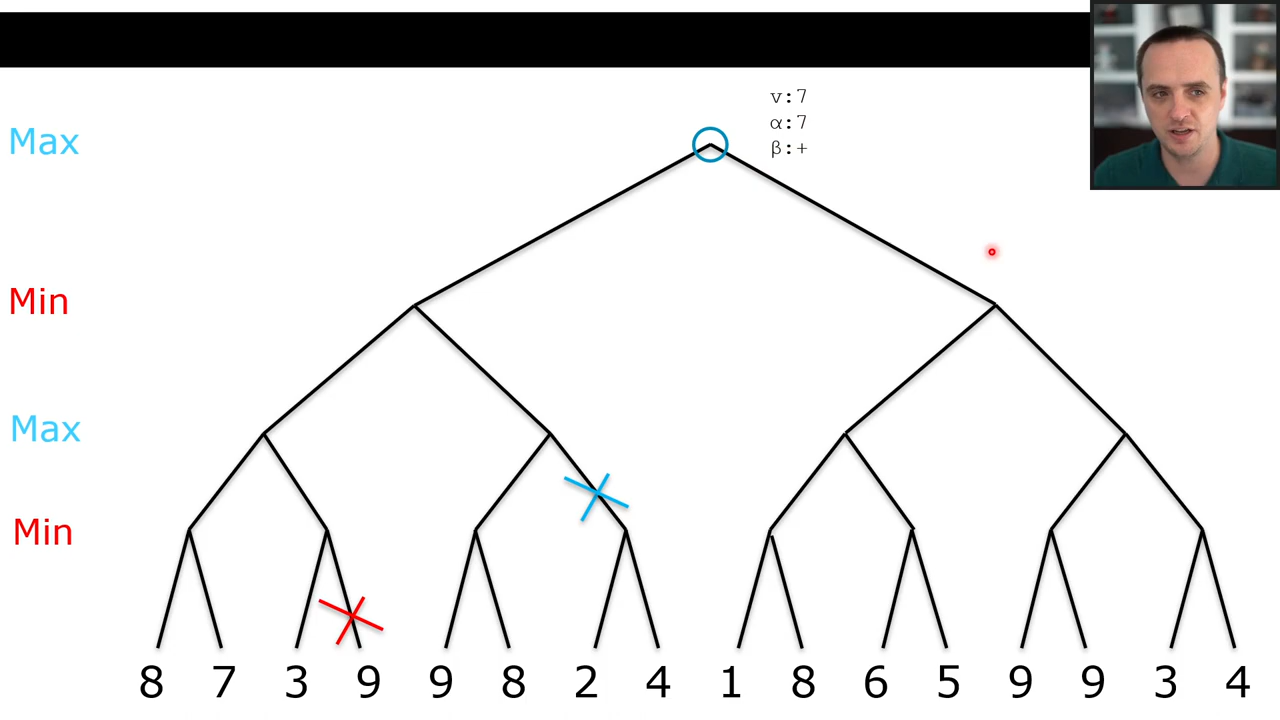 v:7
α:7
β:+
Max
Min
Max
Min
8 7 3 9 9 8 2 4 1 8 6 5 9 9 3 4